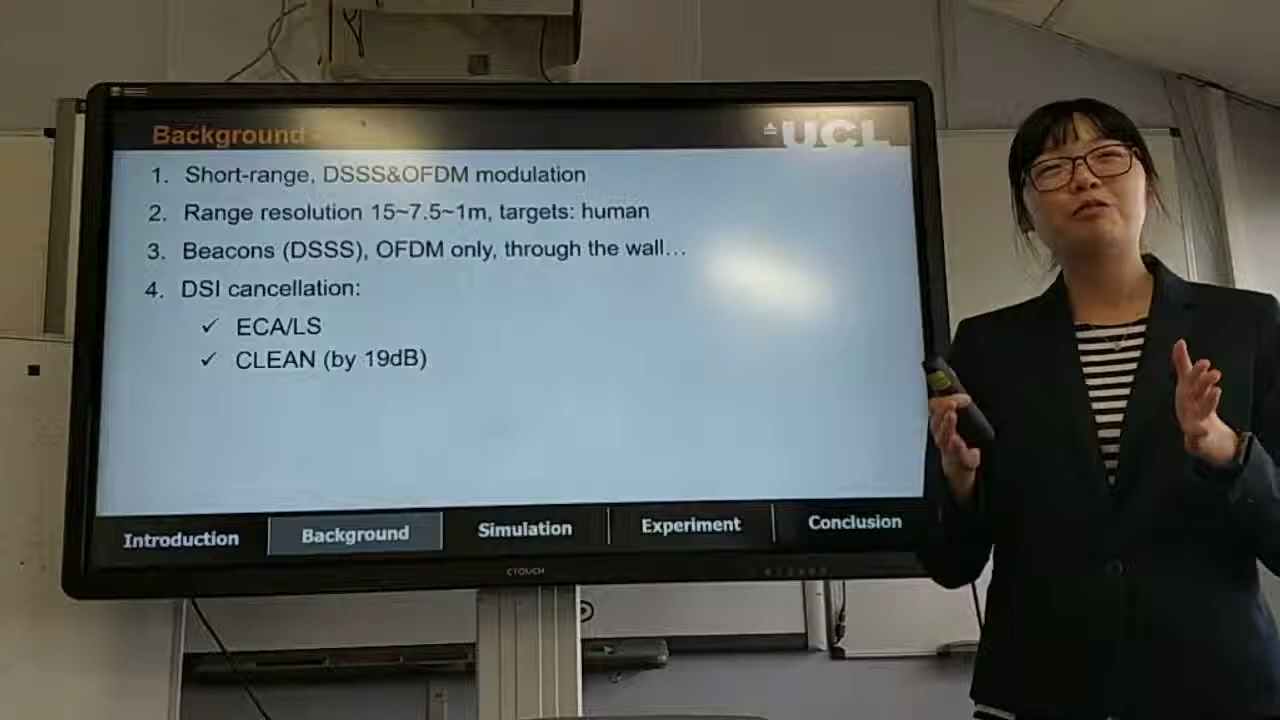 Background -
UCL
1. Short-range, DSSS&OFDM modulation
2. Range resolution 15~7.5~1m, targets: human
3. Beacons (DSSS), OFDM only, through the wall…
4. DSI cancellation:
✓ ECA/LS
✓ CLEAN (by 19dB)
Introduction
Background
Simulation
Experiment
Conclusion
CTOUCH